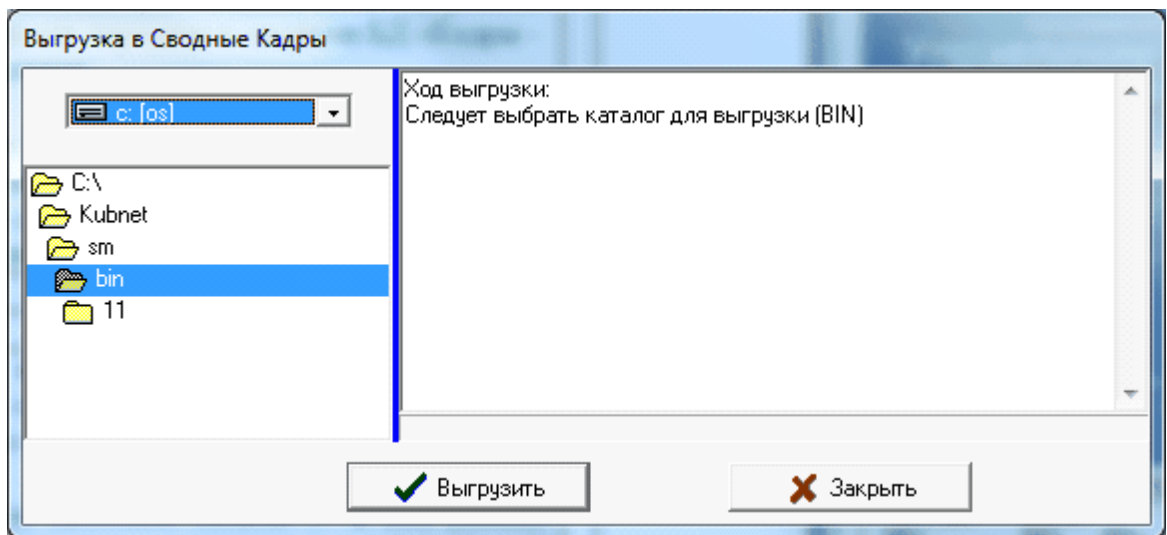 Выгрузка в Сводные Кадры
c: [os]
C:\
Kubnet
sm
bin
11
Ход выгрузки:
Следует выбрать каталог для выгрузки (BIN)
Выгрузить
Закрыть